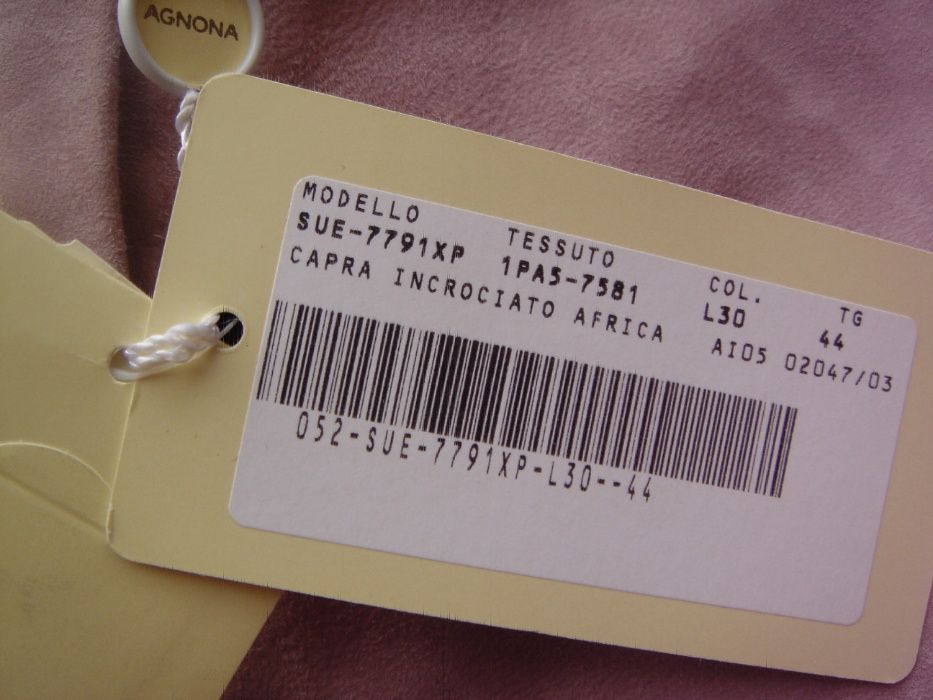 AGNONA
MODELLO TESSUTO COL. TG
SUE-7791XP 1PA5-7581 L30 44
CAPRA INCROCIATO AFRICA AI05 02047/03
052-SUE-7791XP-L30--44